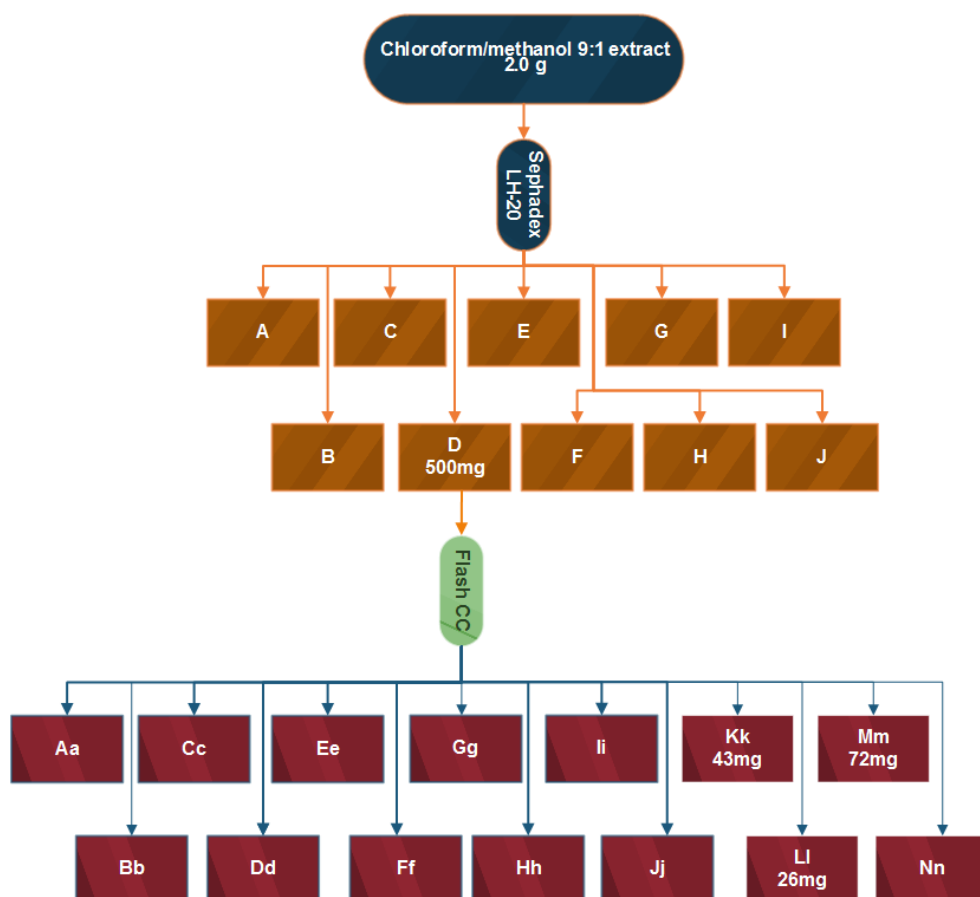 Chloroform/methanol 9:1 extract
2.0 g
Sephadex
LH-20
A
C
E
G
I
B
D
500mg
F
H
J
Flash CC
Aa
Cc
Ee
Gg
Ii
Kk
43mg
Mm
72mg
Bb
Dd
Ff
Hh
Jj
Ll
26mg
Nn